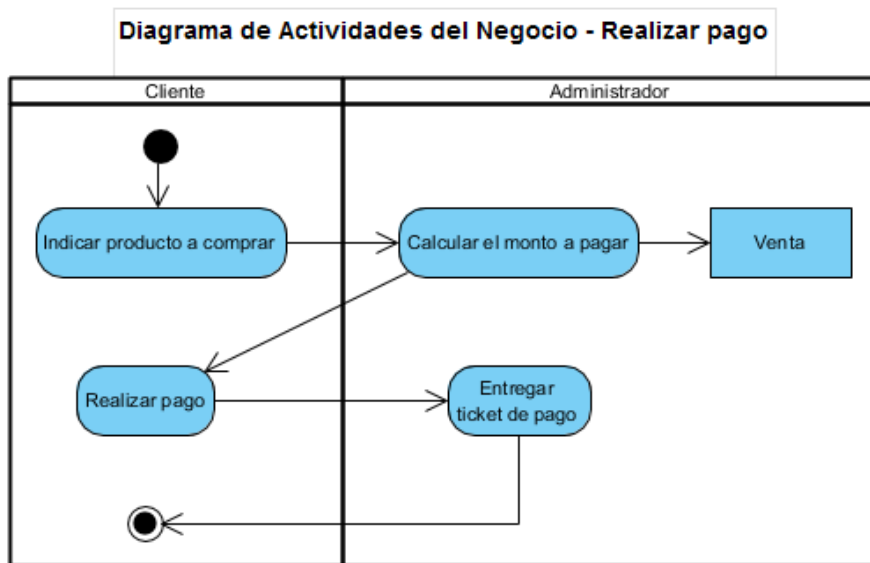 Diagrama de Actividades del Negocio - Realizar pago
Cliente
Administrador
Indicar producto a comprar
Calcular el monto a pagar
Venta
Realizar pago
Entregar
ticket de pago